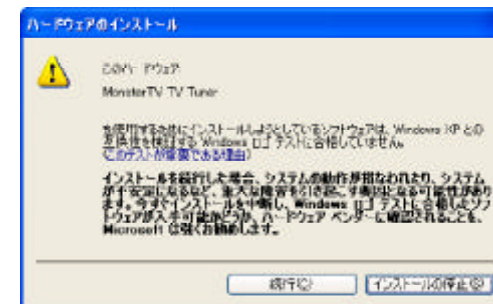 ハードウェアのインストール
このハードウェア:
MonsterTV TV Tuner
を使用するためにインストールしようとしているソフトウェアは、Windows XP との
互換性を検証する Windows ロゴ テストに合格していません。
(このテストが重要である理由)
インストールを続行した場合、システムの動作が損なわれたり、システム
が不安定になるなど、重大な障害を引き起こす要因となる可能性があり
ます。今すぐインストールを中断し、Windows ロゴ テストに合格したソフ
トウェアが入手可能かどうか、ハードウェア ベンダーに確認されることを、
Microsoft は強くお勧めします。
続行(C)
インストールの停止(S)